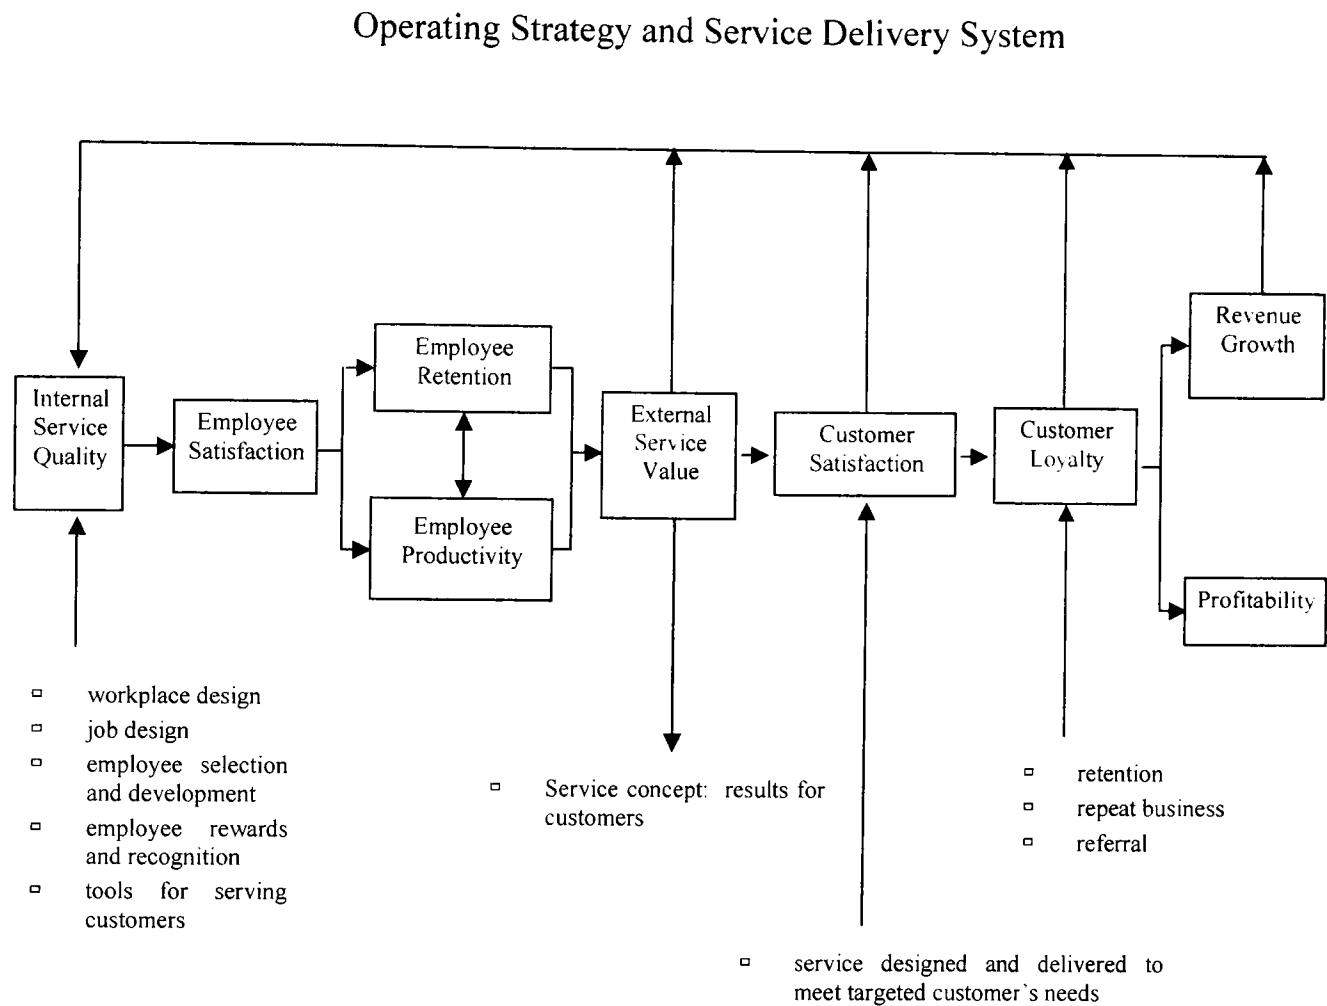 Operating Strategy and Service Delivery System
Internal
Service
Quality
Employee
Satisfaction
Employee
Retention
Employee
Productivity
External
Service
Value
Customer
Satisfaction
Customer
Loyalty
Revenue
Growth
Profitability
workplace design
job design
employee selection
and development
employee rewards
and recognition
tools for serving
customers
Service concept: results for
customers
service designed and delivered to
meet targeted customer's needs
retention
repeat business
referral